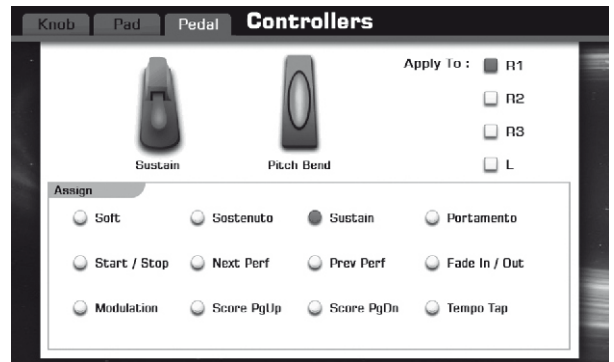 Knob Pad Pedal Controllers
Apply To : R1
R2
R3
L
Sustain Pitch Bend
Assign
Soft Sostenuto Sustain Portamento
Start / Stop Next Perf Prev Perf Fade In / Out
Modulation Score PgUp Score PgDn Tempo Tap